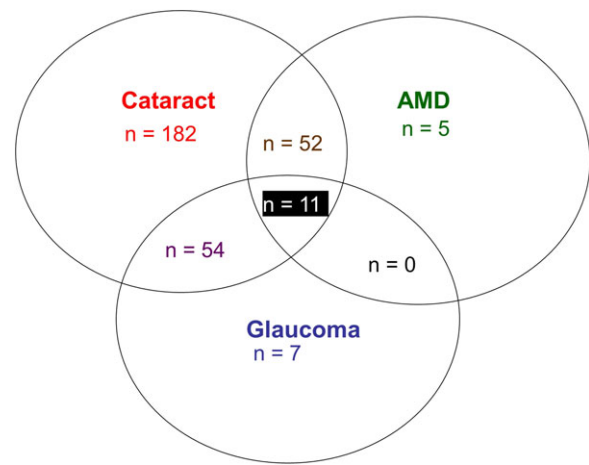 Cataract
n = 182
AMD
n = 5
n = 52
n = 11
n = 54
n = 0
Glaucoma
n = 7